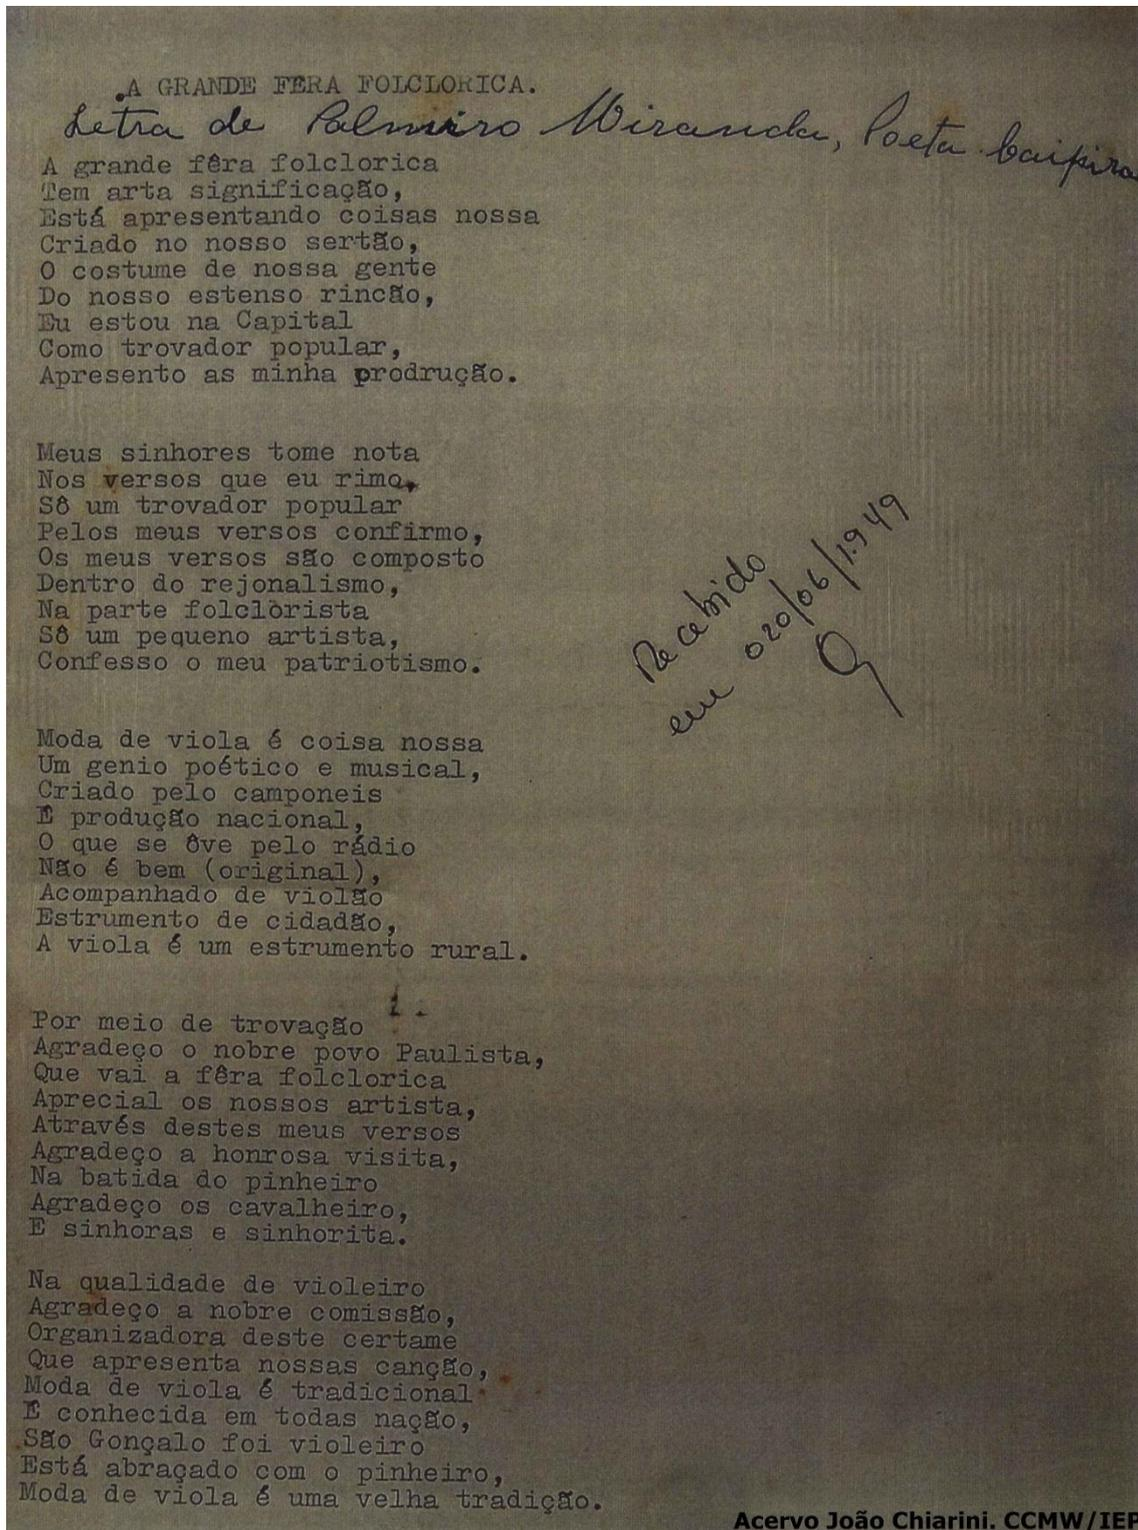 A GRANDE FERA FOLCLORICA.
Letra de Palmiro Miranda, Poeta Caipira
A grande fêra folclorica
Tem arta significação,
Está apresentando coisas nossa
Criado no nosso sertão,
O costume de nossa gente
Do nosso estenso rincão,
Eu estou na Capital
Como trovador popular,
Apresento as minha prodrução.
Meus sinhores tome nota
Nos versos que eu rimo,
Sô um trovador popular
Pelos meus versos confirmo,
Os meus versos são composto
Dentro do rejonalismo,
Na parte folclòrista
Sô um pequeno artista,
Confesso o meu patriotismo.
Recebido
em 020/06/1.949
Moda de viola é coisa nossa
Um genio poético e musical,
Criado pelo camponeis
É produção nacional,
O que se ôve pelo rádio
Não é bem (original),
Acompanhado de violão
Estrumento de cidadão,
A viola é um estrumento rural.
Por meio de trovação
Agradeço o nobre povo Paulista,
Que vai a fêra folclorica
Aprecial os nossos artista,
Através destes meus versos
Agradeço a honrosa visita,
Na batida do pinheiro
Agradeço os cavalheiro,
E sinhoras e sinhorita.
Na qualidade de violeiro
Agradeço a nobre comissão,
Organizadora deste certame
Que apresenta nossas canção,
Moda de viola é tradicional
É conhecida em todas nação,
São Gonçalo foi violeiro
Está abraçado com o pinheiro,
Moda de viola é uma velha tradição.
Acervo João Chiarini. CCMW/IEP